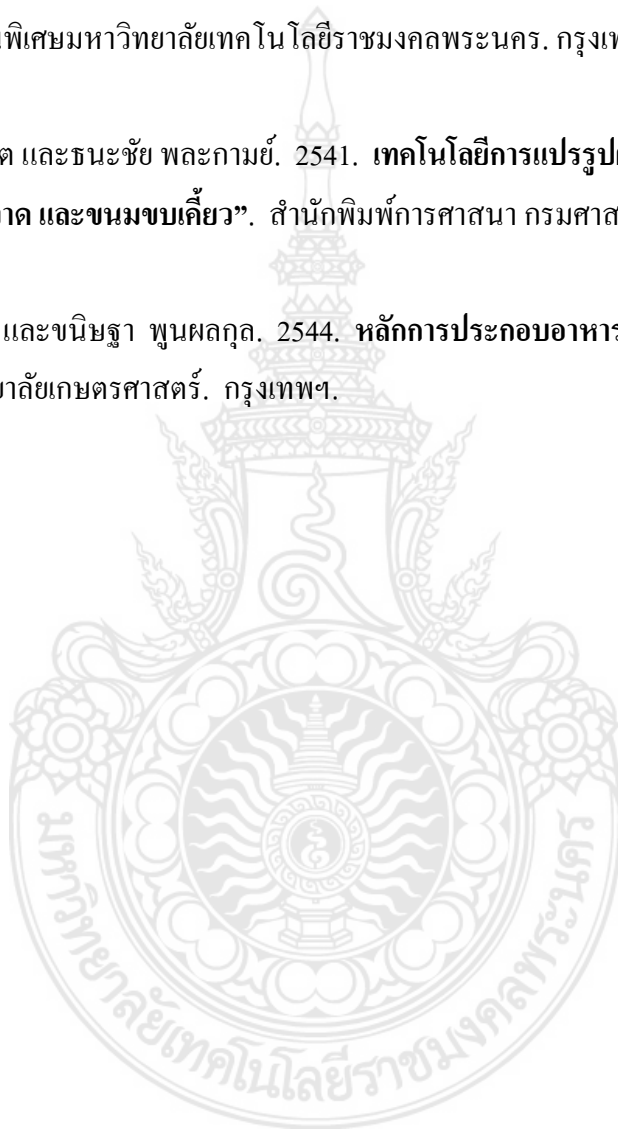 พิเศษมหาวิทยาลัยเทคโนโลยีราชมงคลพระนคร. กรุงเท
ต และธนะชัย พละกามย์. 2541. เทคโนโลยีการแปรรูป
าด และขนมขบเคี้ยว”. สำนักพิมพ์การศาสนา กรมศาส
และขนิษฐา พูนผลกุล. 2544. หลักการประกอบอาหาร
าลัยเกษตรศาสตร์. กรุงเทพฯ.
มหาวิทยาลัยเทคโนโลยีราชมงคลพระนคร